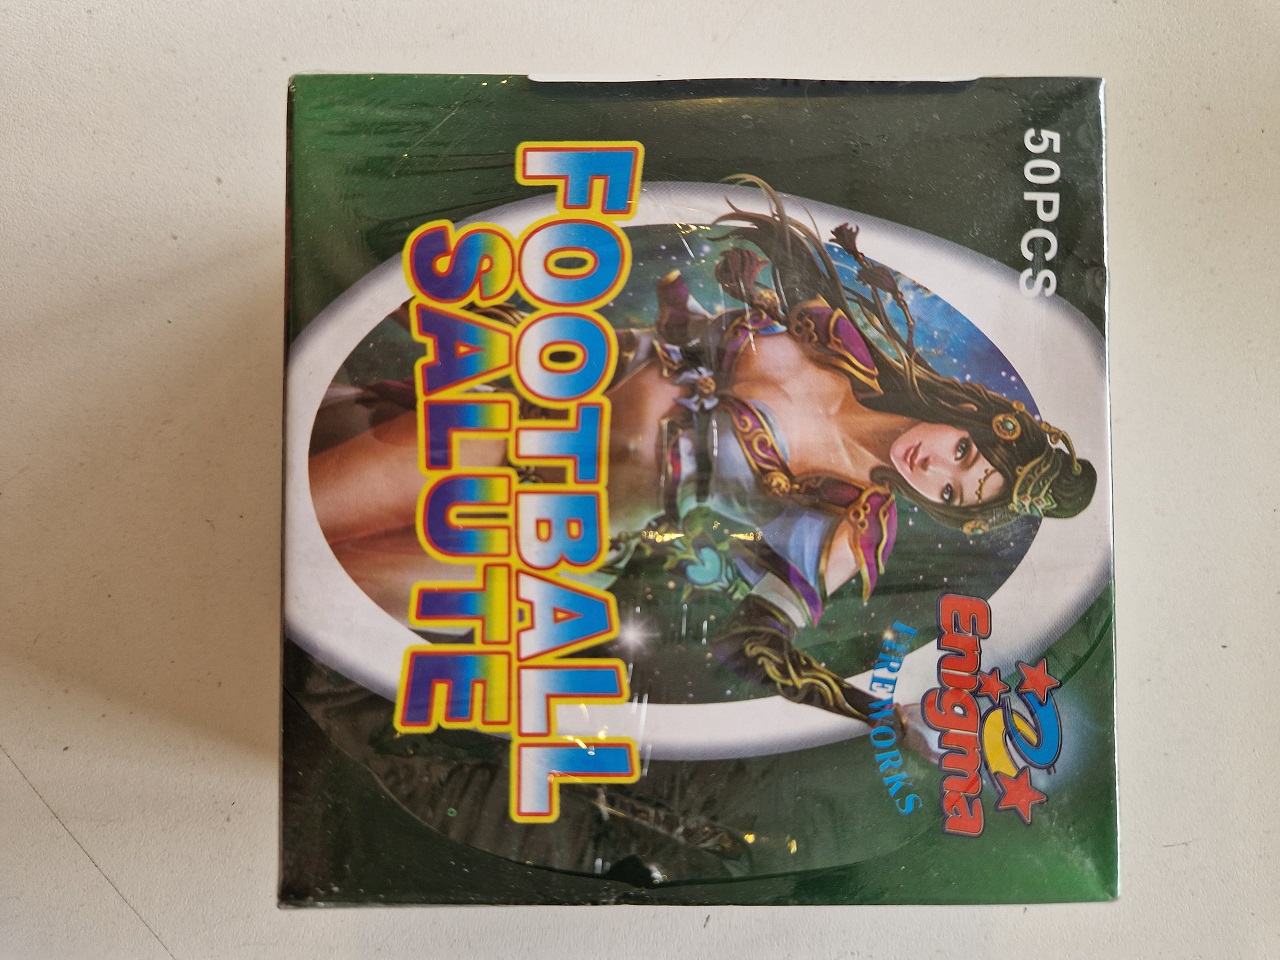 50PCS
Enigma
FIREWORKS
FOOTBALL
SALUTE